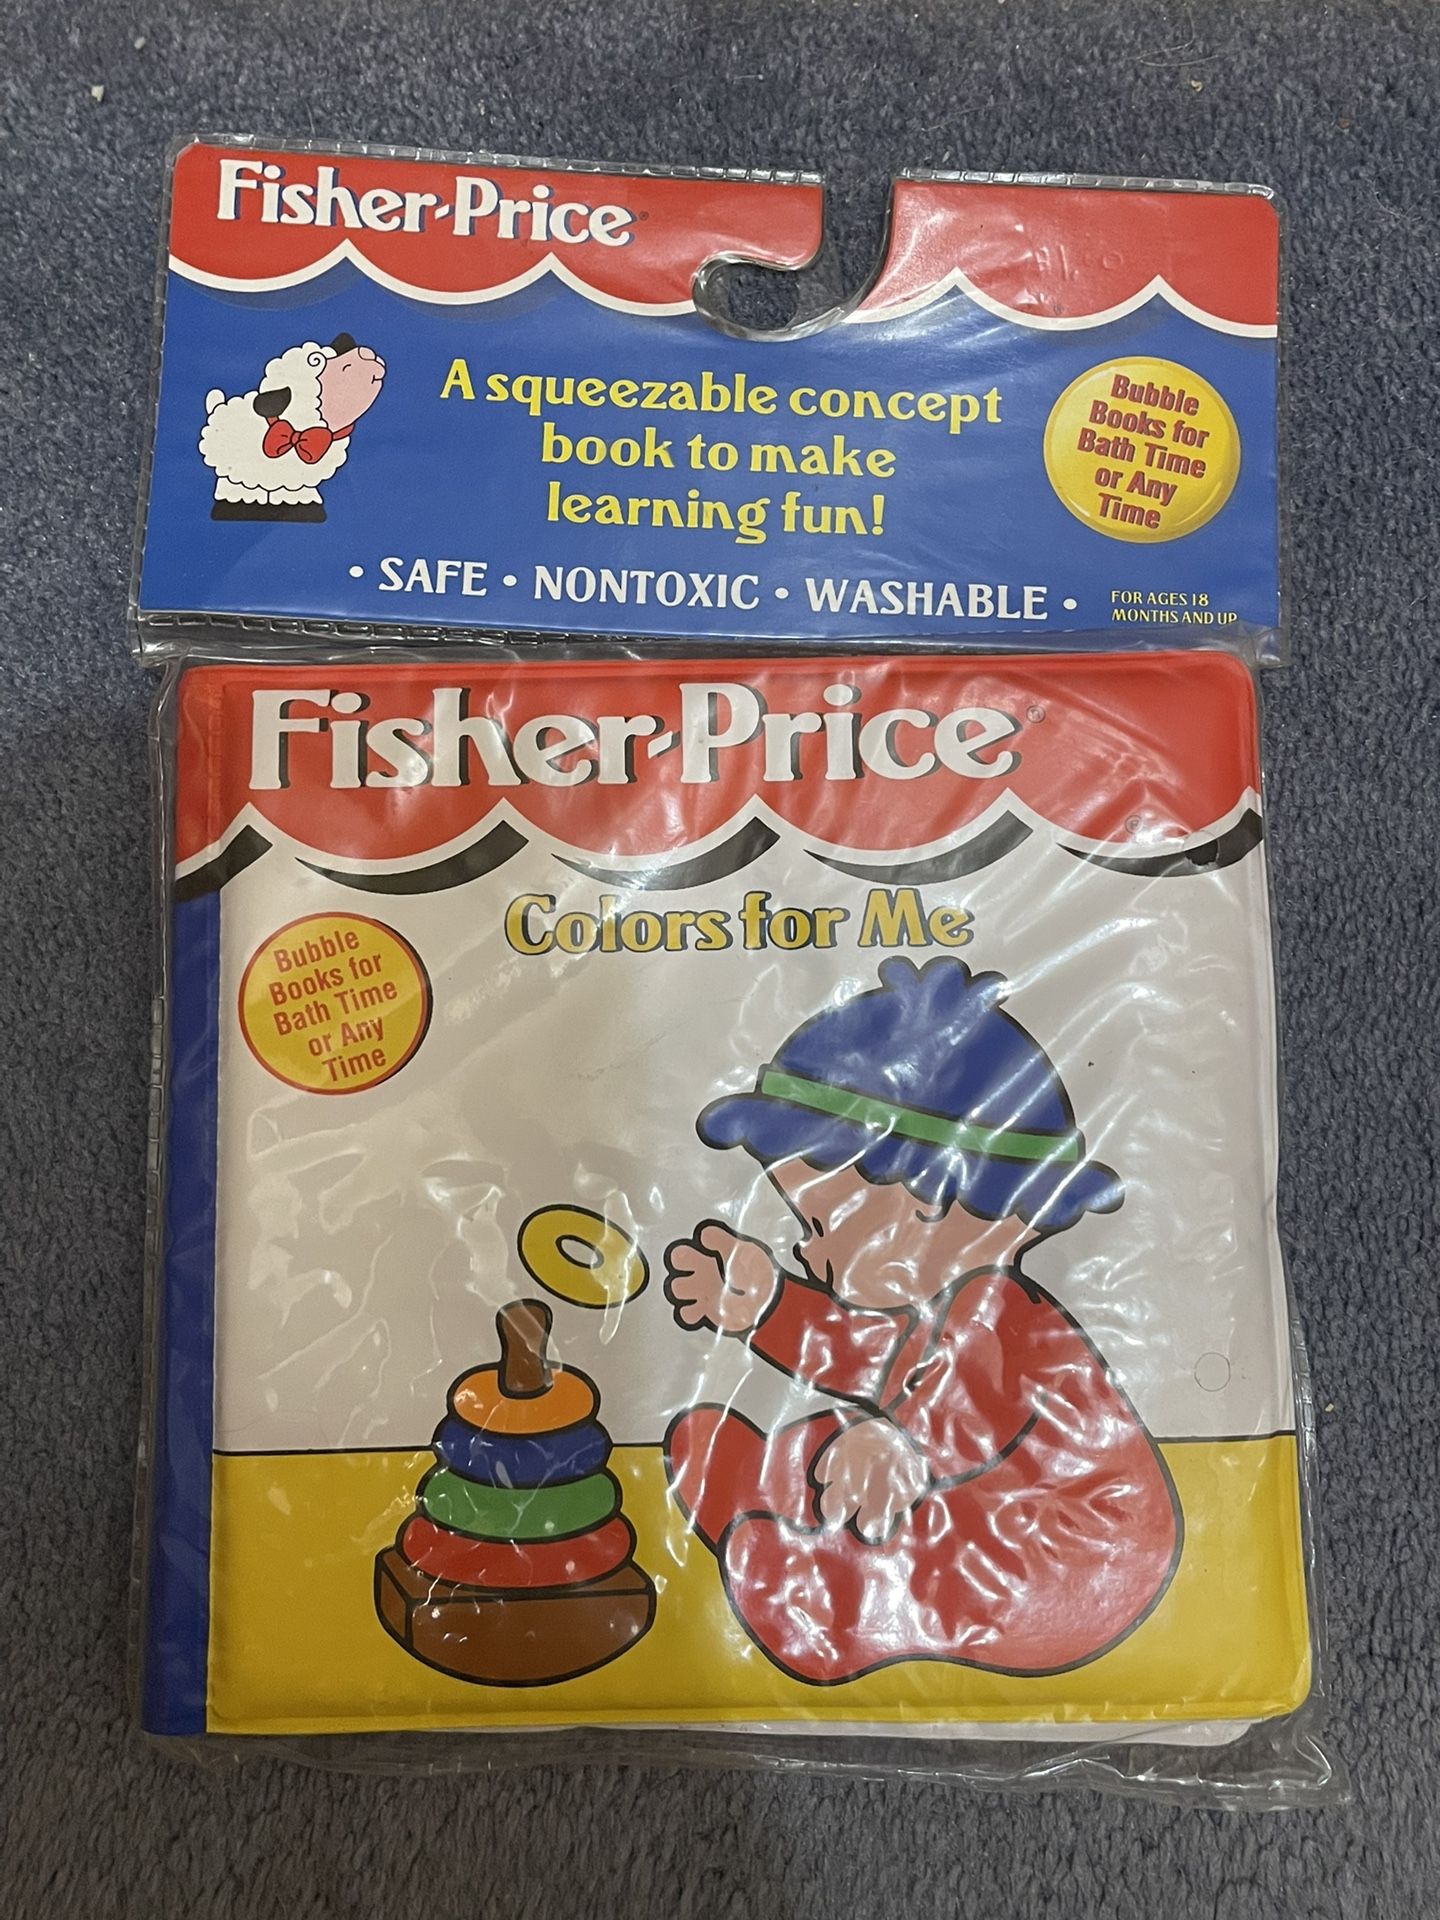 Fisher-Price®
A squeezable concept
book to make
learning fun!
Bubble
Books for
Bath Time
or Any
Time
• SAFE • NONTOXIC • WASHABLE •
FOR AGES 18
MONTHS AND UP
Fisher-Price®
Colors for Me
Bubble
Books for
Bath Time
or Any
Time